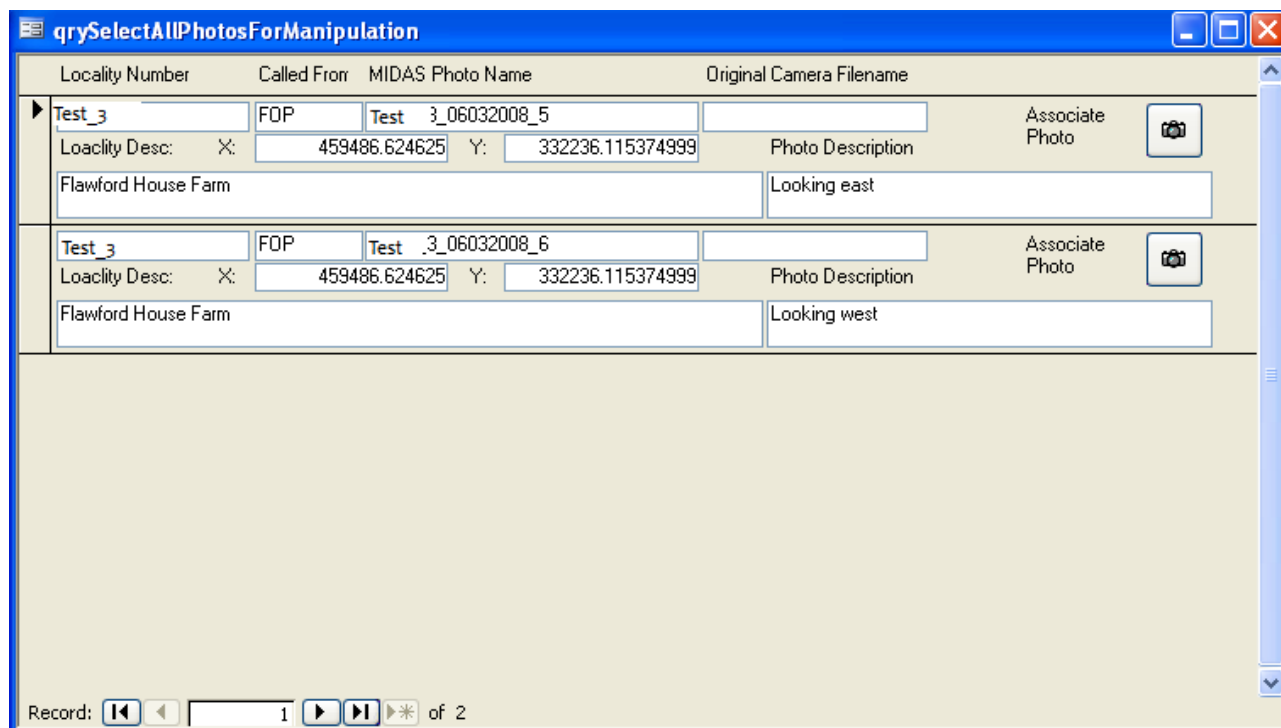 qrySelectAllPhotosForManipulation
Locality Number Called From MIDAS Photo Name Original Camera Filename
Test_3 FOP Test 3_06032008_5 Associate
Loaclity Desc: X: 459486.624625 Y: 332236.115374999 Photo Description Photo
Flawford House Farm Looking east
Test_3 FOP Test _3_06032008_6 Associate
Loaclity Desc: X: 459486.624625 Y: 332236.115374999 Photo Description Photo
Flawford House Farm Looking west
Record: 1 of 2